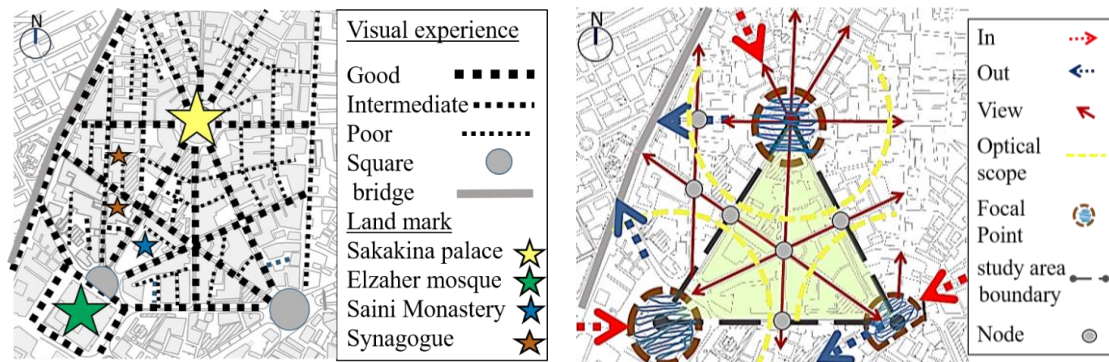 N
Visual experience
Good
Intermediate
Poor
Square
bridge
Land mark
Sakakina palace
Elzaher mosque
Saini Monastery
Synagogue
N
In
Out
View
Optical
scope
Focal
Point
study area
boundary
Node